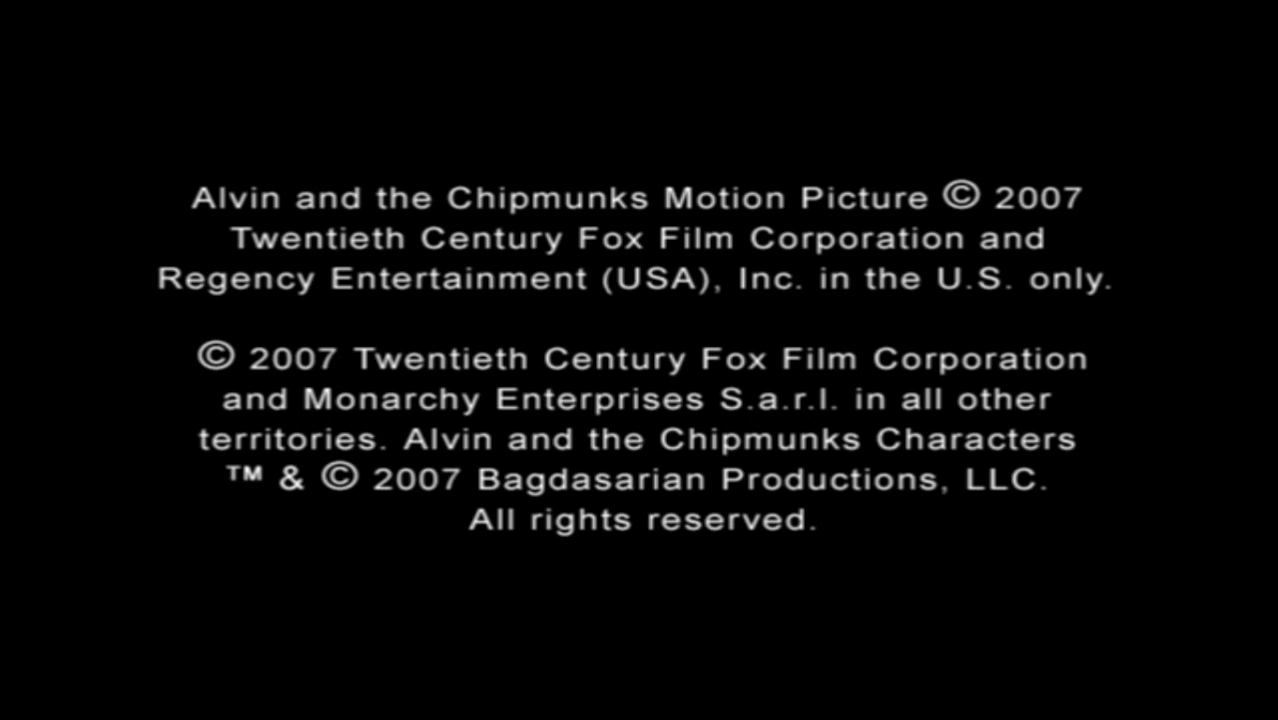 Alvin and the Chipmunks Motion Picture © 2007
Twentieth Century Fox Film Corporation and
Regency Entertainment (USA), Inc. in the U.S. only.
© 2007 Twentieth Century Fox Film Corporation
and Monarchy Enterprises S.a.r.l. in all other
territories. Alvin and the Chipmunks Characters
™ & © 2007 Bagdasarian Productions, LLC.
All rights reserved.